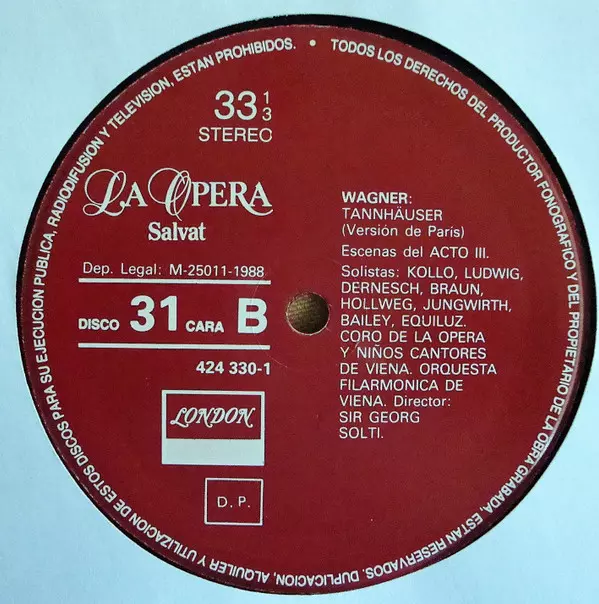 TODOS LOS DERECHOS DEL PRODUCTOR FONOGRAFICO Y DEL PROPIETARIO DE LA OBRA GRABADA, ESTAN RESERVADOS. DUPLICACION, ALQUILER Y UTILIZACION DE ESTOS DISCOS PARA SU EJECUCION PUBLICA, RADIODIFUSION Y TELEVISION, ESTAN PROHIBIDOS. •
33 1/3
STEREO
LA OPERA
Salvat
Dep. Legal: M-25011-1988
DISCO 31 CARA B
424 330-1
LONDON
D.P.
WAGNER:
TANNHÄUSER
(Versión de París)
Escenas del ACTO III.
Solistas: KOLLO, LUDWIG,
DERNESCH, BRAUN,
HOLLWEG, JUNGWIRTH,
BAILEY, EQUILUZ.
CORO DE LA OPERA
Y NIÑOS CANTORES
DE VIENA. ORQUESTA
FILARMONICA DE
VIENA. Director:
SIR GEORG
SOLTI.